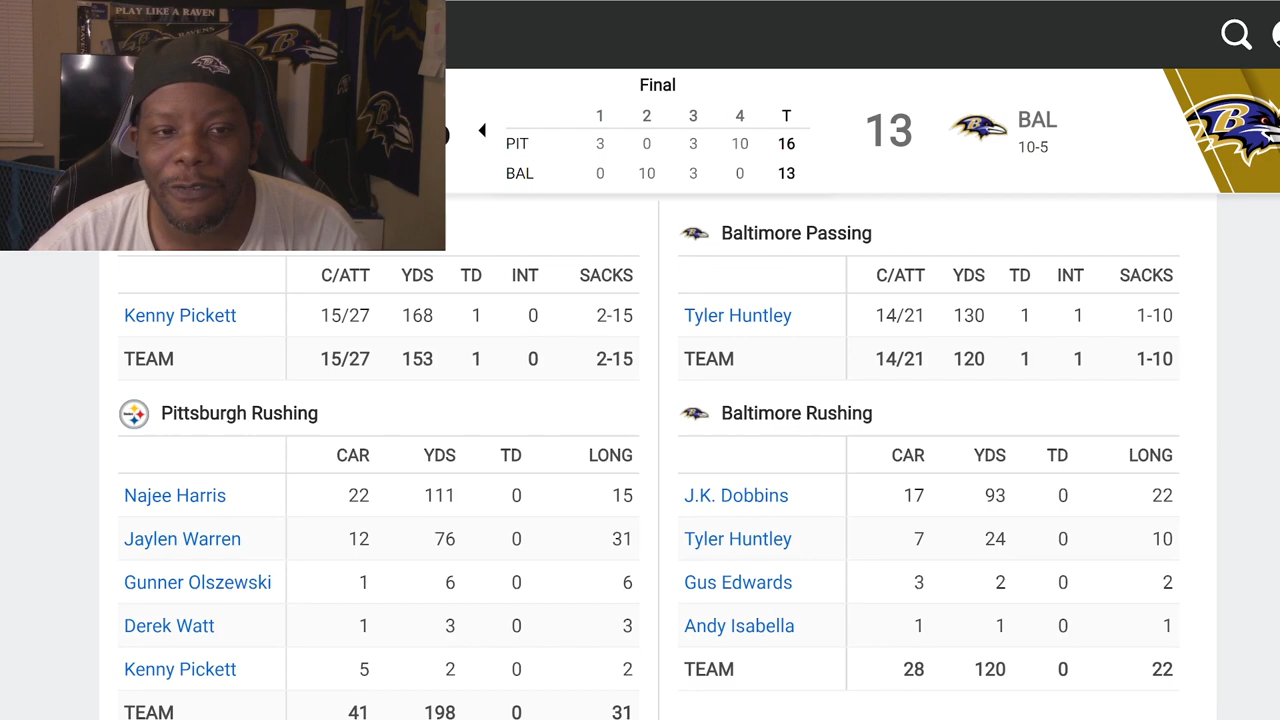 PLAY LIKE A RAVEN
RAVENS
Final
1 2 3 4 T
PIT 3 0 3 10 16
BAL 0 10 3 0 13
13
BAL
10-5
B
Baltimore Passing
C/ATT YDS TD INT SACKS
Kenny Pickett 15/27 168 1 0 2-15
TEAM 15/27 153 1 0 2-15
C/ATT YDS TD INT SACKS
Tyler Huntley 14/21 130 1 1 1-10
TEAM 14/21 120 1 1 1-10
Pittsburgh Rushing
CAR YDS TD LONG
Najee Harris 22 111 0 15
Jaylen Warren 12 76 0 31
Gunner Olszewski 1 6 0 6
Derek Watt 1 3 0 3
Kenny Pickett 5 2 0 2
TEAM 41 198 0 31
Baltimore Rushing
CAR YDS TD LONG
J.K. Dobbins 17 93 0 22
Tyler Huntley 7 24 0 10
Gus Edwards 3 2 0 2
Andy Isabella 1 1 0 1
TEAM 28 120 0 22